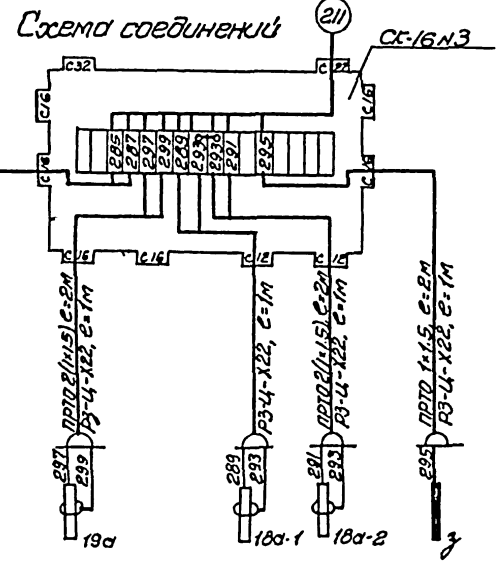 Схема соединений
211
СК-16 №3
С32
С 32
С16
С16
285
287
297
299
289
293а
293б
291
295
С16
С16
С16
С16
С12
С12
ПРТО 2(1×1.5) ℓ=2м
РЗ-Ц-Х22, ℓ=1м
РЗ-Ц-Х22, ℓ=1м
ПРТО 2(1×1.5) ℓ=2м
РЗ-Ц-Х22, ℓ=1м
ПРТО 1×1.5, ℓ=2м
РЗ-Ц-Х22, ℓ=1м
297
299
289
293
291
293
295
19а
18а-1
18а-2
З